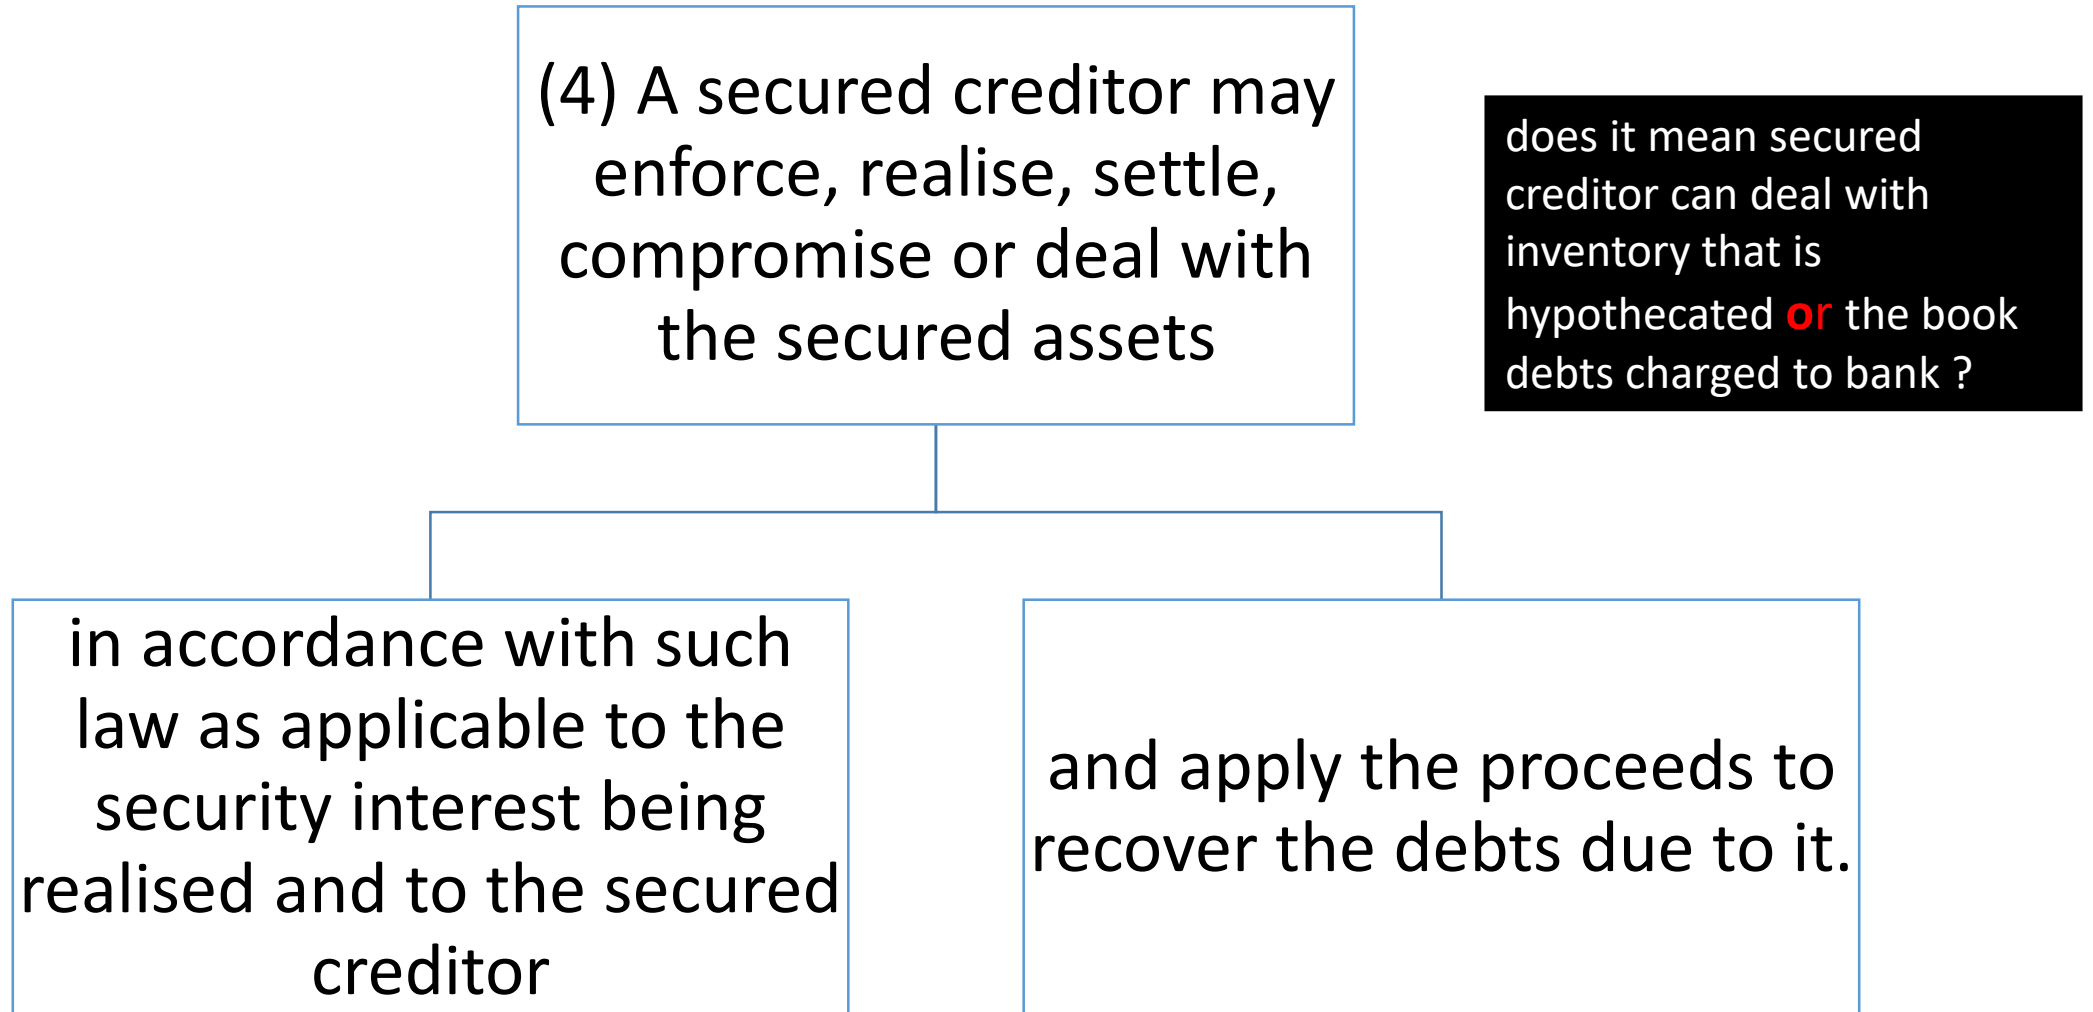 (4) A secured creditor may
enforce, realise, settle,
compromise or deal with
the secured assets
does it mean secured
creditor can deal with
inventory that is
hypothecated or the book
debts charged to bank ?
in accordance with such
law as applicable to the
security interest being
realised and to the secured
creditor
and apply the proceeds to
recover the debts due to it.